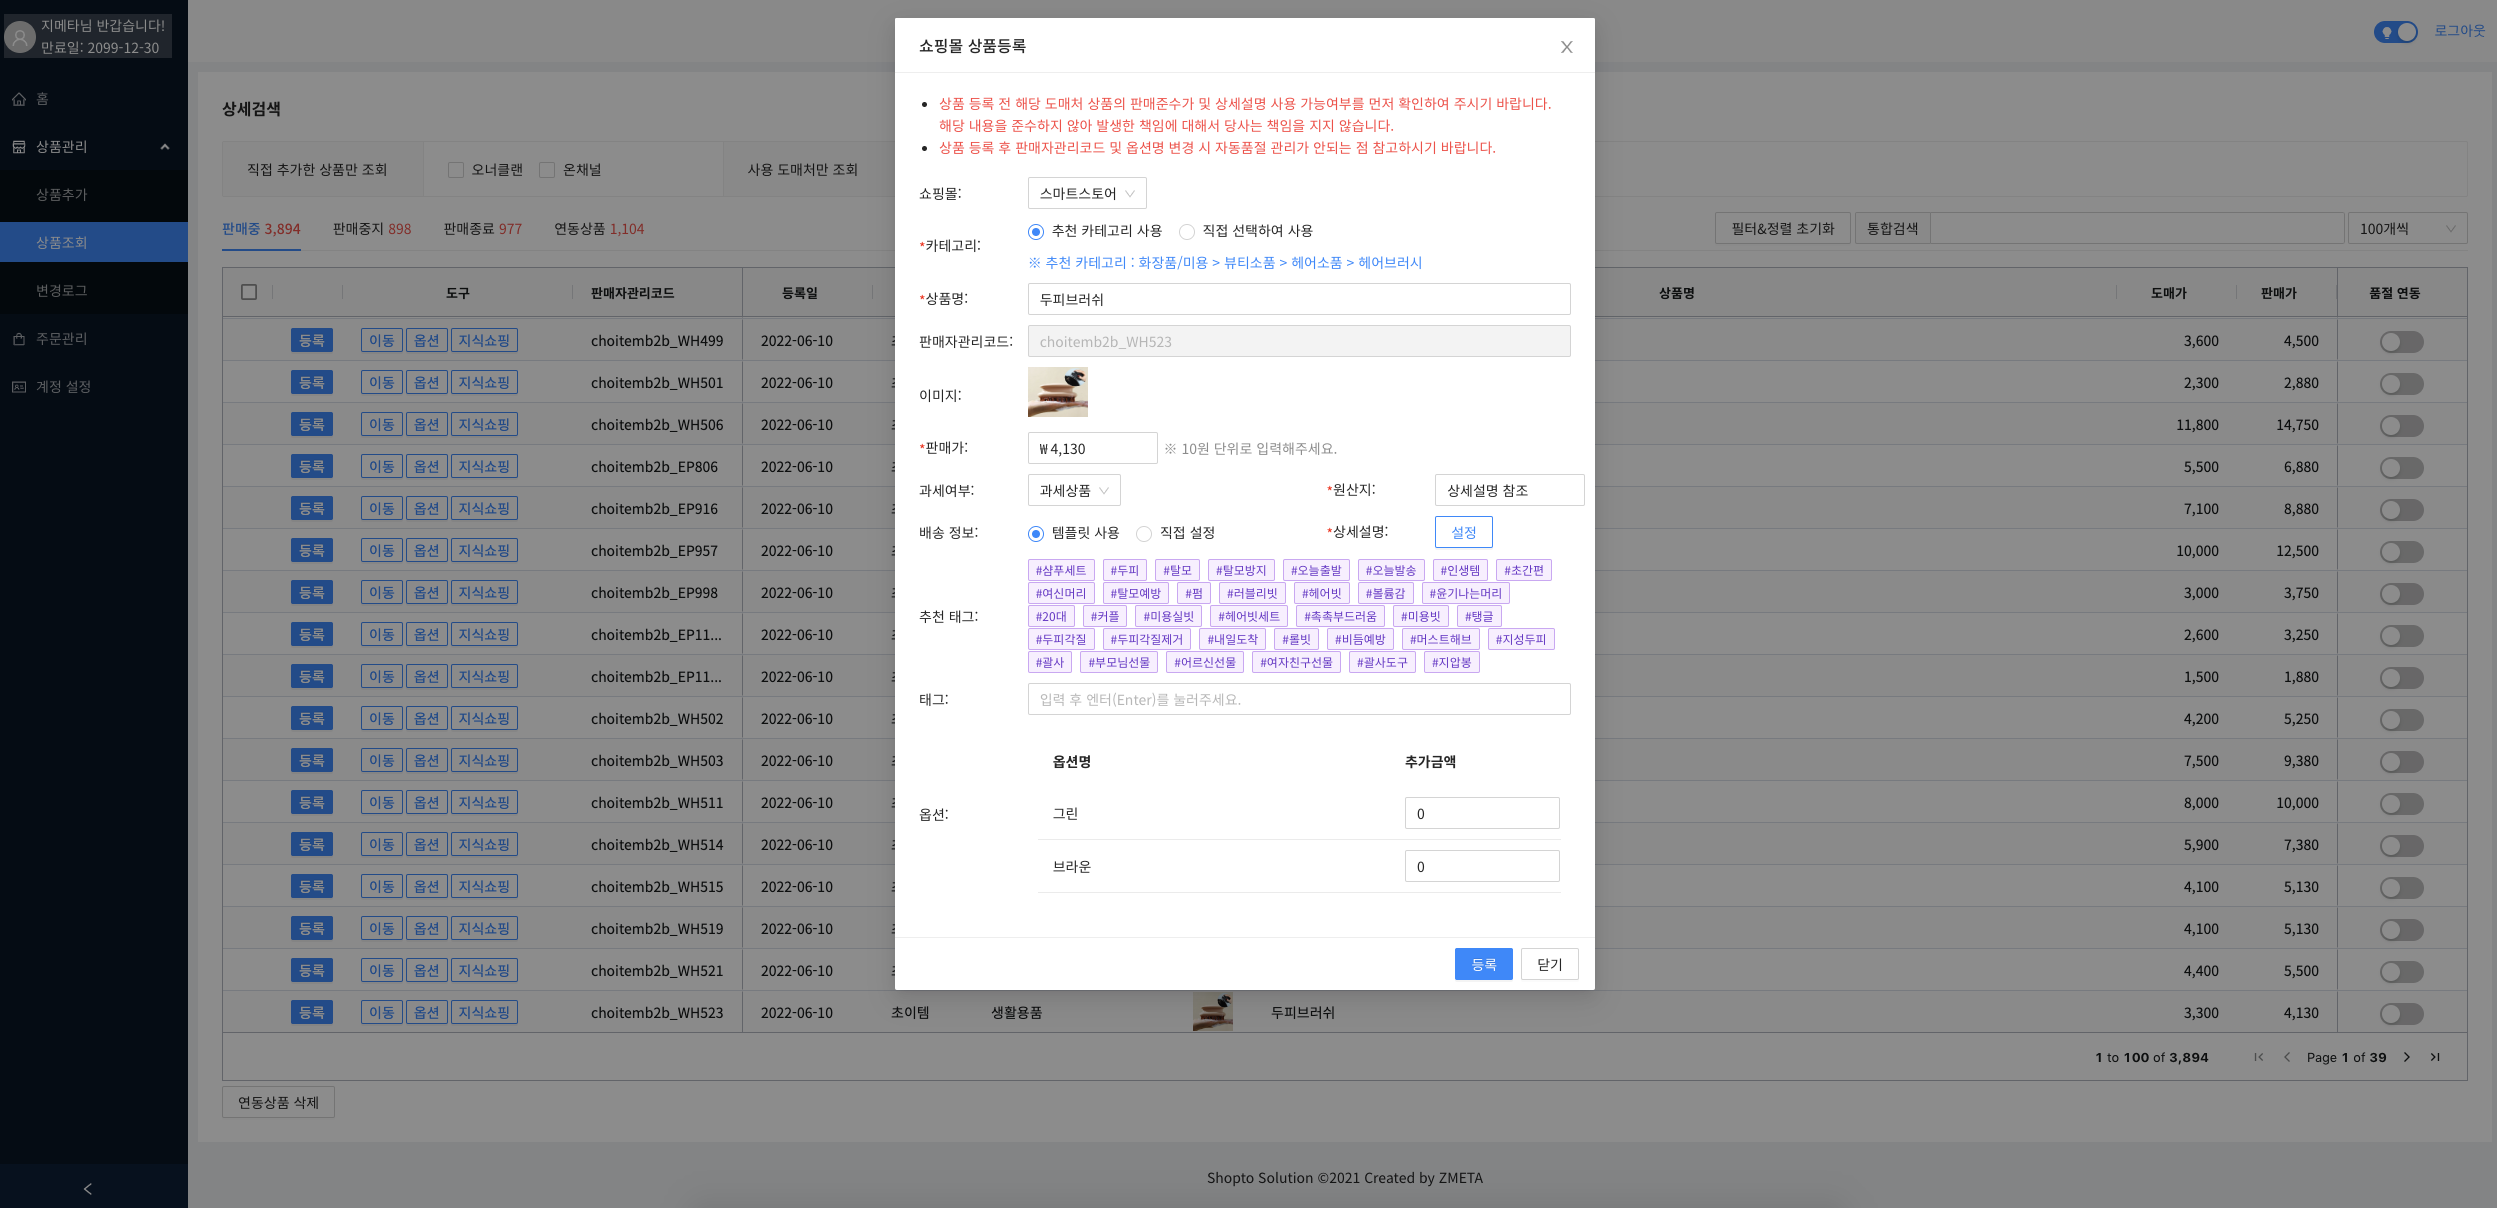 지메타님 반갑습니다!
만료일: 2099-12-30
홈
상품관리
상품추가
상품조회
변경로그
주문관리
계정 설정
로그아웃
상세검색
직접 추가한 상품만 조회 오너클랜 온채널 사용 도매처만 조회
판매중 3,894 판매중지 898 판매종료 977 연동상품 1,104 필터&정렬 초기화 통합검색 100개씩
도구 판매자관리코드 등록일 상품명 도매가 판매가 품절 연동
등록 이동 옵션 지식쇼핑 choitemb2b_WH499 2022-06-10 3,600 4,500
등록 이동 옵션 지식쇼핑 choitemb2b_WH501 2022-06-10 2,300 2,880
등록 이동 옵션 지식쇼핑 choitemb2b_WH506 2022-06-10 11,800 14,750
등록 이동 옵션 지식쇼핑 choitemb2b_EP806 2022-06-10 5,500 6,880
등록 이동 옵션 지식쇼핑 choitemb2b_EP916 2022-06-10 7,100 8,880
등록 이동 옵션 지식쇼핑 choitemb2b_EP957 2022-06-10 10,000 12,500
등록 이동 옵션 지식쇼핑 choitemb2b_EP998 2022-06-10 3,000 3,750
등록 이동 옵션 지식쇼핑 choitemb2b_EP11... 2022-06-10 2,600 3,250
등록 이동 옵션 지식쇼핑 choitemb2b_EP11... 2022-06-10 1,500 1,880
등록 이동 옵션 지식쇼핑 choitemb2b_WH502 2022-06-10 4,200 5,250
등록 이동 옵션 지식쇼핑 choitemb2b_WH503 2022-06-10 7,500 9,380
등록 이동 옵션 지식쇼핑 choitemb2b_WH511 2022-06-10 8,000 10,000
등록 이동 옵션 지식쇼핑 choitemb2b_WH514 2022-06-10 5,900 7,380
등록 이동 옵션 지식쇼핑 choitemb2b_WH515 2022-06-10 4,100 5,130
등록 이동 옵션 지식쇼핑 choitemb2b_WH519 2022-06-10 4,100 5,130
등록 이동 옵션 지식쇼핑 choitemb2b_WH521 2022-06-10 4,400 5,500
등록 이동 옵션 지식쇼핑 choitemb2b_WH523 2022-06-10 초이템 생활용품 두피브러쉬 3,300 4,130
1 to 100 of 3,894 Page 1 of 39
연동상품 삭제
Shopto Solution ©2021 Created by ZMETA
쇼핑몰 상품등록
상품 등록 전 해당 도매처 상품의 판매준수가 및 상세설명 사용 가능여부를 먼저 확인하여 주시기 바랍니다.
해당 내용을 준수하지 않아 발생한 책임에 대해서 당사는 책임을 지지 않습니다.
상품 등록 후 판매자관리코드 및 옵션명 변경 시 자동품절 관리가 안되는 점 참고하시기 바랍니다.
쇼핑몰: 스마트스토어
*카테고리: 추천 카테고리 사용 직접 선택하여 사용
※ 추천 카테고리 : 화장품/미용 > 뷰티소품 > 헤어소품 > 헤어브러시
*상품명: 두피브러쉬
판매자관리코드: choitemb2b_WH523
이미지:
*판매가: ₩ 4,130 ※ 10원 단위로 입력해주세요.
과세여부: 과세상품 *원산지: 상세설명 참조
배송 정보: 템플릿 사용 직접 설정 *상세설명: 설정
추천 태그:
#샴푸세트 #두피 #탈모 #탈모방지 #오늘출발 #오늘발송 #인생템 #초간편
#여신머리 #탈모예방 #펌 #러블리빗 #헤어빗 #볼륨감 #윤기나는머리
#20대 #커플 #미용실빗 #헤어빗세트 #촉촉부드러움 #미용빗 #탱글
#두피각질 #두피각질제거 #내일도착 #롤빗 #비듬예방 #머스트해브 #지성두피
#괄사 #부모님선물 #어르신선물 #여자친구선물 #괄사도구 #지압봉
태그: 입력 후 엔터(Enter)를 눌러주세요.
옵션:
옵션명 추가금액
그린 0
브라운 0
등록 닫기